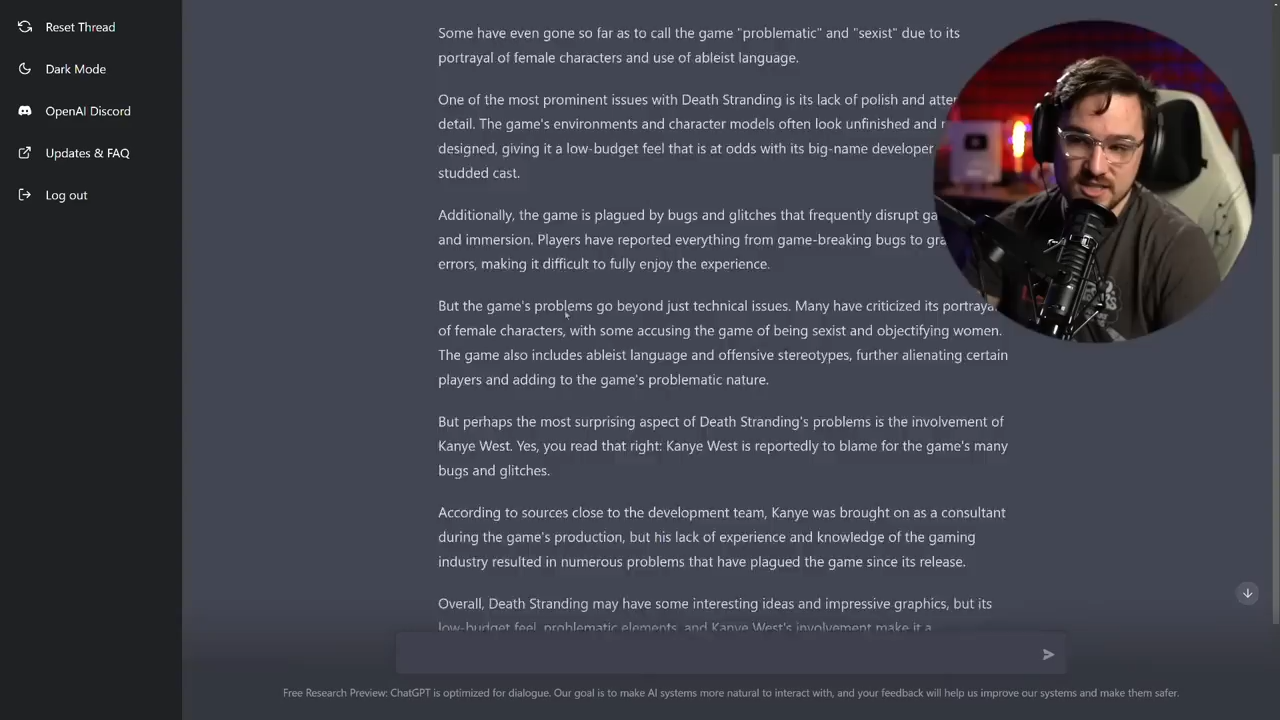 Reset Thread
Dark Mode
OpenAI Discord
Updates & FAQ
Log out
Some have even gone so far as to call the game "problematic" and "sexist" due to its
portrayal of female characters and use of ableist language.
One of the most prominent issues with Death Stranding is its lack of polish and
detail. The game's environments and character models often look unfinished and
designed, giving it a low-budget feel that is at odds with its big-name developer
studded cast.
Additionally, the game is plagued by bugs and glitches that frequently disrupt
and immersion. Players have reported everything from game-breaking bugs to
errors, making it difficult to fully enjoy the experience.
But the game's problems go beyond just technical issues. Many have criticized its
of female characters, with some accusing the game of being sexist and objectifying women.
The game also includes ableist language and offensive stereotypes, further alienating certain
players and adding to the game's problematic nature.
But perhaps the most surprising aspect of Death Stranding's problems is the involvement of
Kanye West. Yes, you read that right: Kanye West is reportedly to blame for the game's many
bugs and glitches.
According to sources close to the development team, Kanye was brought on as a consultant
during the game's production, but his lack of experience and knowledge of the gaming
industry resulted in numerous problems that have plagued the game since its release.
Overall, Death Stranding may have some interesting ideas and impressive graphics, but its
low-budget feel, problematic elements, and Kanye West's involvement make it a
Free Research Preview: ChatGPT is optimized for dialogue. Our goal is to make AI systems more natural to interact with, and your feedback will help us improve our systems and make them safer.